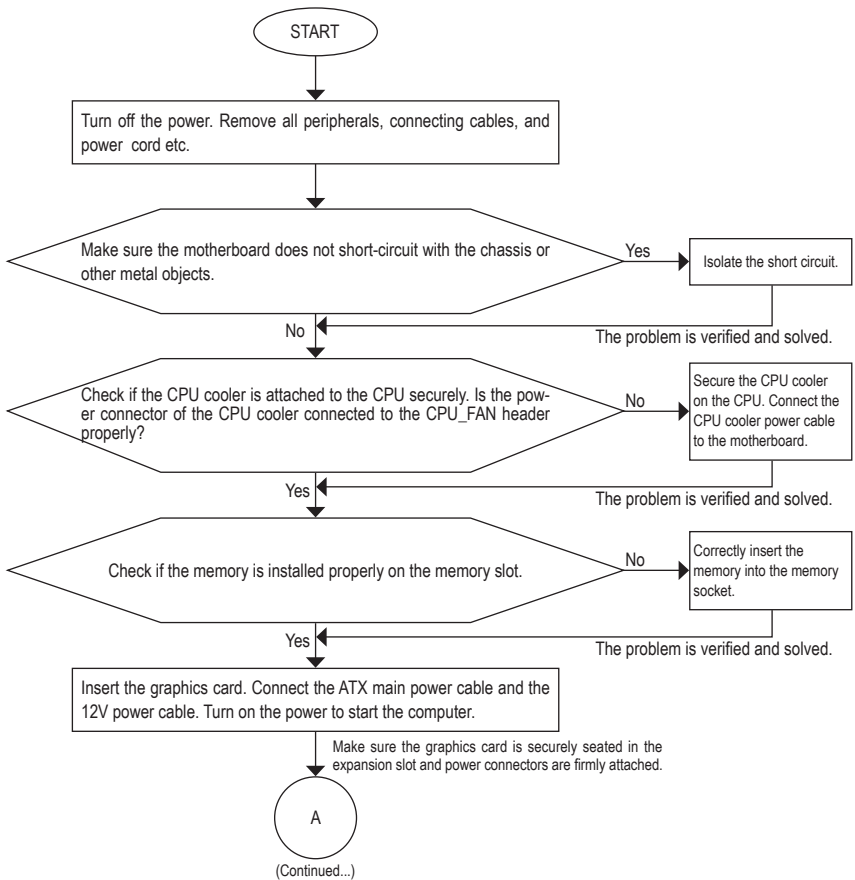 START
Turn off the power. Remove all peripherals, connecting cables, and
power cord etc.
Make sure the motherboard does not short-circuit with the chassis or
other metal objects.
Yes
Isolate the short circuit.
No
The problem is verified and solved.
Check if the CPU cooler is attached to the CPU securely. Is the pow-
er connector of the CPU cooler connected to the CPU_FAN header
properly?
No
Secure the CPU cooler
on the CPU. Connect the
CPU cooler power cable
to the motherboard.
Yes
The problem is verified and solved.
Check if the memory is installed properly on the memory slot.
No
Correctly insert the
memory into the memory
socket.
Yes
The problem is verified and solved.
Insert the graphics card. Connect the ATX main power cable and the
12V power cable. Turn on the power to start the computer.
Make sure the graphics card is securely seated in the
expansion slot and power connectors are firmly attached.
A
(Continued...)